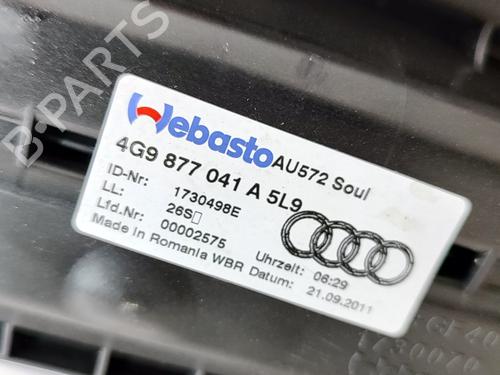 B-PARTS
Webasto AU572 Soul
4G9 877 041 A 5L9
ID-Nr: 1730498E
LL: 26S□
Lfd.Nr: 00002575
Made in Romania WBR Uhrzeit: 06:29
Datum: 21.09.2011